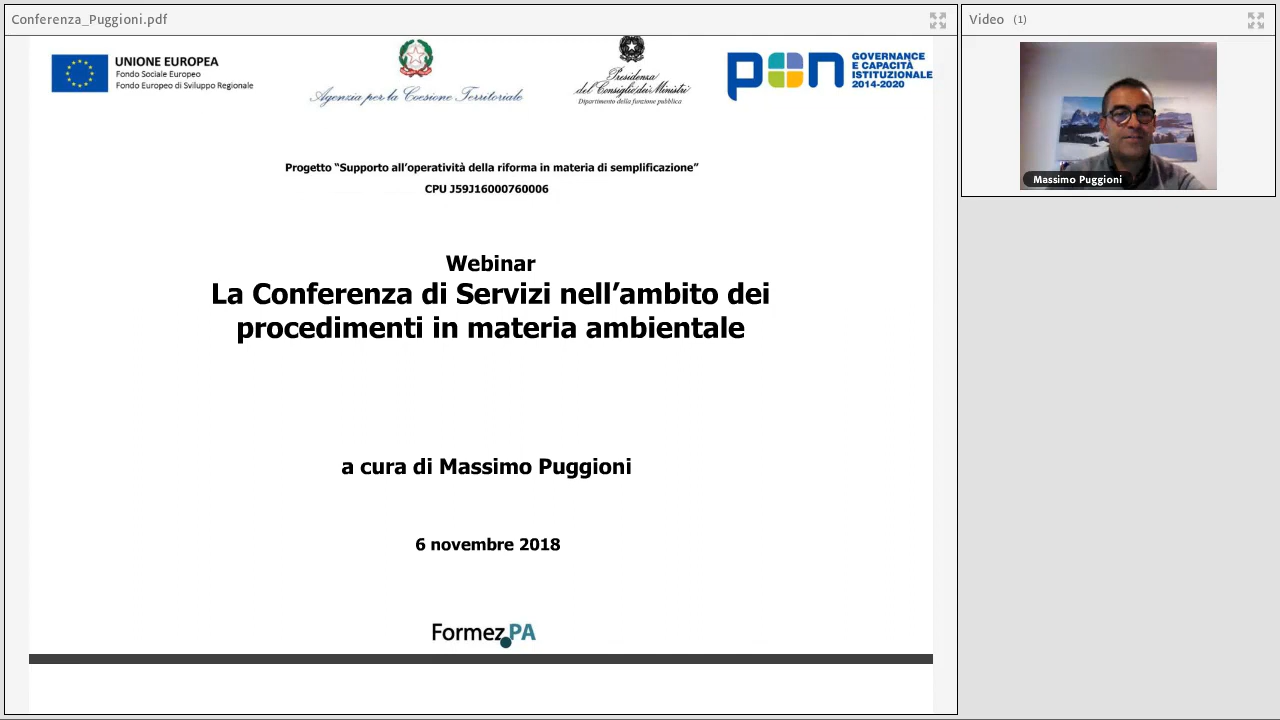 Conferenza_Puggioni.pdf
Video (1)
UNIONE EUROPEA
Fondo Sociale Europeo
Fondo Europeo di Sviluppo Regionale
Agenzia per la Coesione Territoriale
Presidenza
del Consiglio dei Ministri
Dipartimento della funzione pubblica
pon
GOVERNANCE
E CAPACITÀ
ISTITUZIONALE
2014-2020
Massimo Puggioni
Progetto “Supporto all’operatività della riforma in materia di semplificazione”
CPU J59J16000760006
Webinar
La Conferenza di Servizi nell’ambito dei
procedimenti in materia ambientale
a cura di Massimo Puggioni
6 novembre 2018
Formez PA